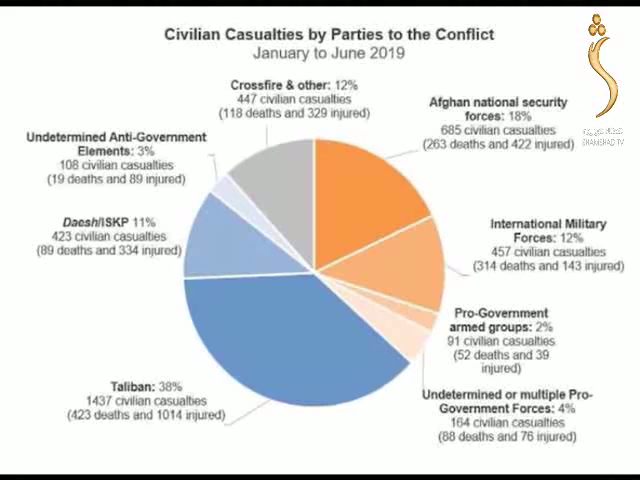 Civilian Casualties by Parties to the Conflict
January to June 2019
Crossfire & other: 12%
447 civilian casualties
(118 deaths and 329 injured)
Afghan national security
forces: 18%
685 civilian casualties
(263 deaths and 422 injured)
SHAMSHAD TV
Undetermined Anti-Government
Elements: 3%
108 civilian casualties
(19 deaths and 89 injured)
Daesh/ISKP 11%
423 civilian casualties
(89 deaths and 334 injured)
International Military
Forces: 12%
457 civilian casualties
(314 deaths and 143 injured)
Pro-Government
armed groups: 2%
91 civilian casualties
(52 deaths and 39
injured)
Taliban: 38%
1437 civilian casualties
(423 deaths and 1014 injured)
Undetermined or multiple Pro-
Government Forces: 4%
164 civilian casualties
(88 deaths and 76 injured)